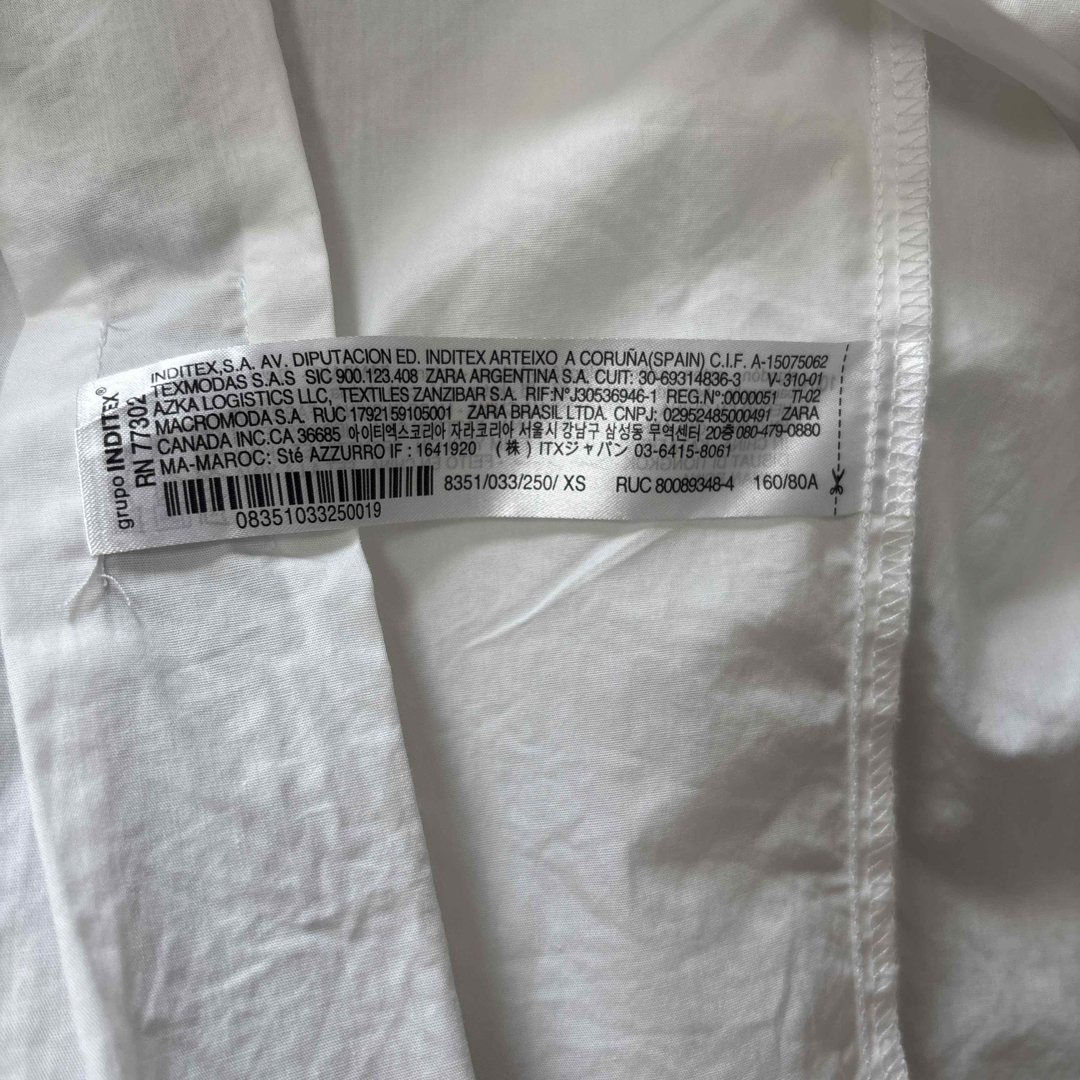 grupo INDITEX®
RN 77302
INDITEX,S.A. AV. DIPUTACION ED. INDITEX ARTEIXO A CORUÑA(SPAIN) C.I.F. A-15075062
TEXMODAS S.A.S SIC 900.123.408 ZARA ARGENTINA S.A. CUIT: 30-69314836-3 V-310-01
AZKA LOGISTICS LLC, TEXTILES ZANZIBAR S.A. RIF:N°J30536946-1 REG.N°:0000051 TI-02
MACROMODA S.A. RUC 1792159105001 - ZARA BRASIL LTDA. CNPJ: 02952485000491 ZARA
CANADA INC.CA 36685 아이티엑스코리아 자라코리아 서울시 강남구 삼성동 무역센터 20층 080-479-0880
MA-MAROC: Sté AZZURRO IF : 1641920 (株) ITXジャパン 03-6415-8061
8351/033/250/ XS RUC 80089348-4 160/80A
08351033250019